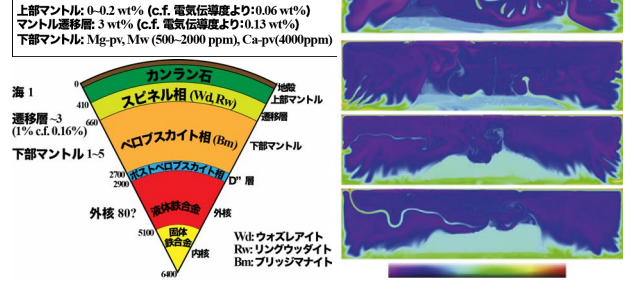 上部マントル: 0~0.2 wt% (c.f. 電気伝導度より:0.06 wt%)
マントル遷移層: 3 wt% (c.f. 電気伝導度より:0.13 wt%)
下部マントル: Mg-pv, Mw (500~2000 ppm), Ca-pv(4000ppm)
カンラン石
0
地殻
海 1
上部マントル
スピネル相(Wd, Rw)
410
遷移層
660
遷移層 ~3
(1% c.f. 0.16%)
ペロブスカイト相(Bm)
下部マントル
下部マントル 1~5
2700
ポストペロブスカイト相
2900
D" 層
外核 80?
液体鉄合金
外核
5100
固体
鉄合金
内核
Wd: ウォズレアイト
Rw: リングウッダイト
Bm: ブリッジマナイト
6400